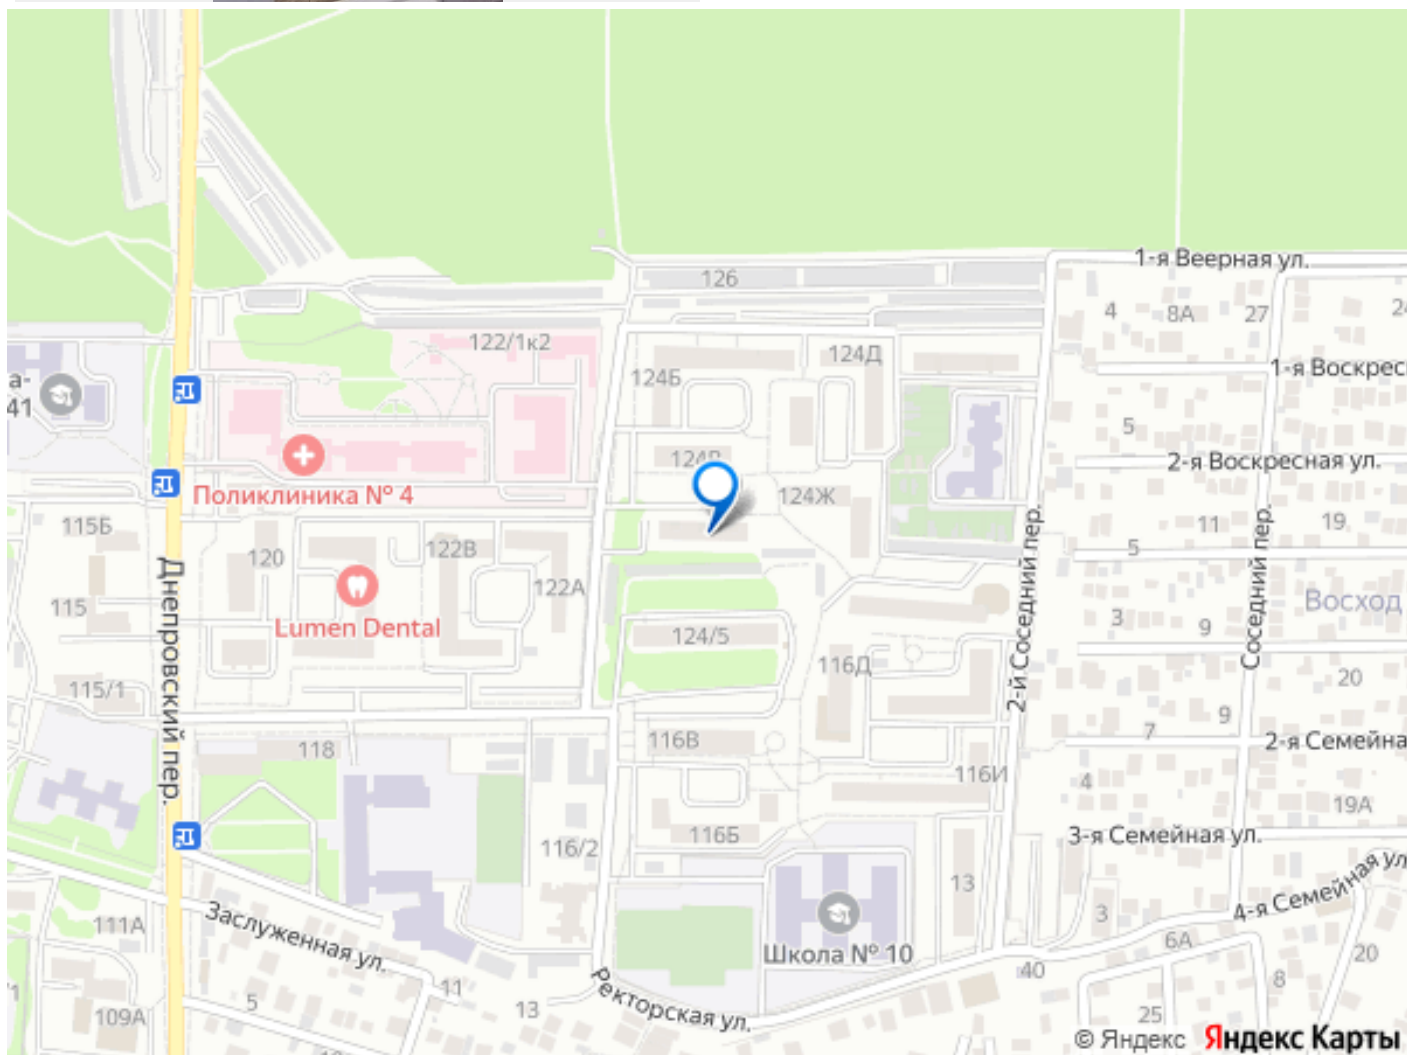 1-я Веерная ул.
126
4
8А
27
122/1к2
124Д
124Б
1-я Воскрес
а-
41
5
124В
2-я Воскресная ул.
Поликлиника № 4
124Ж
115Б
11
19
120
122В
5
Днепровский пер.
2-й Соседний пер.
Соседний пер.
122А
115
Восход
3
Lumen Dental
124/5
9
116Д
20
115/1
9
7
118
116В
2-я Семейна
116И
4
19А
116Б
3-я Семейная ул.
116/2
13
4-я Семейная ул
111А
Заслуженная ул.
3
Школа № 10
6А
20
40
8
11
5
13
Ректорская ул.
25
109А
© Яндекс Яндекс Карты